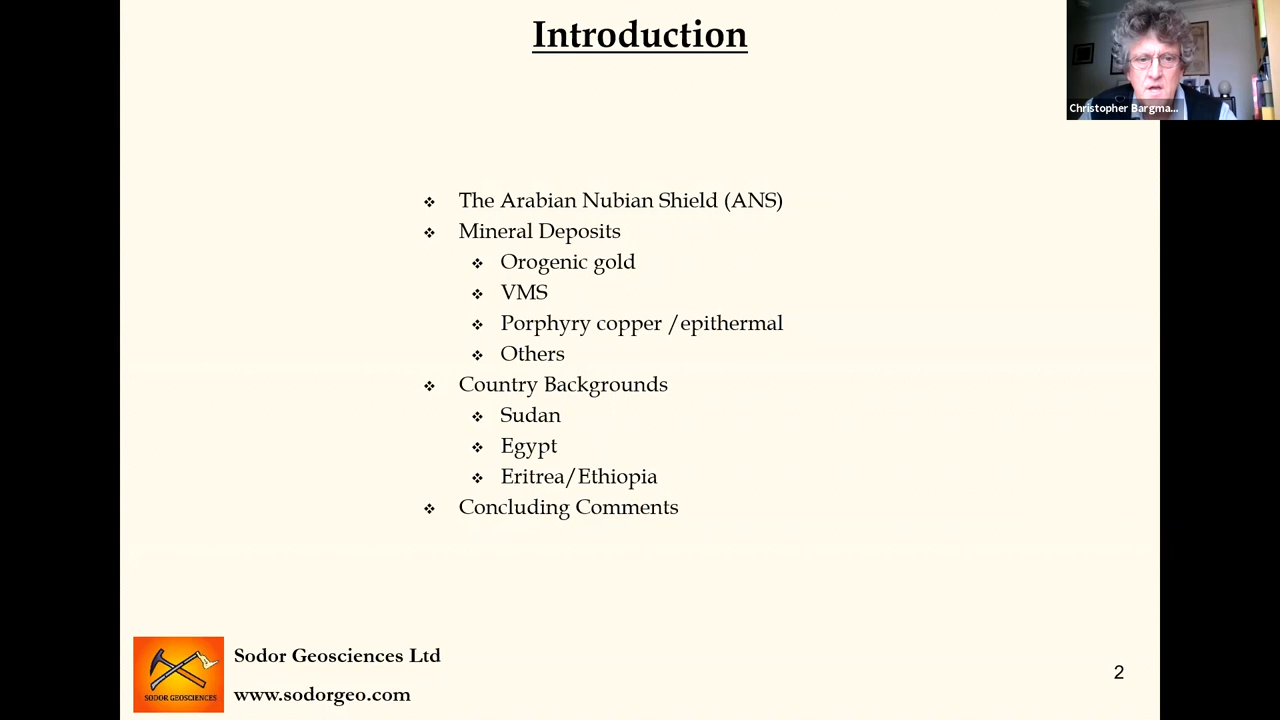 Introduction
Christopher Bargma...
❖ The Arabian Nubian Shield (ANS)
❖ Mineral Deposits
❖ Orogenic gold
❖ VMS
❖ Porphyry copper /epithermal
❖ Others
❖ Country Backgrounds
❖ Sudan
❖ Egypt
❖ Eritrea/Ethiopia
❖ Concluding Comments
SODOR GEOSCIENCES
Sodor Geosciences Ltd
www.sodorgeo.com
2